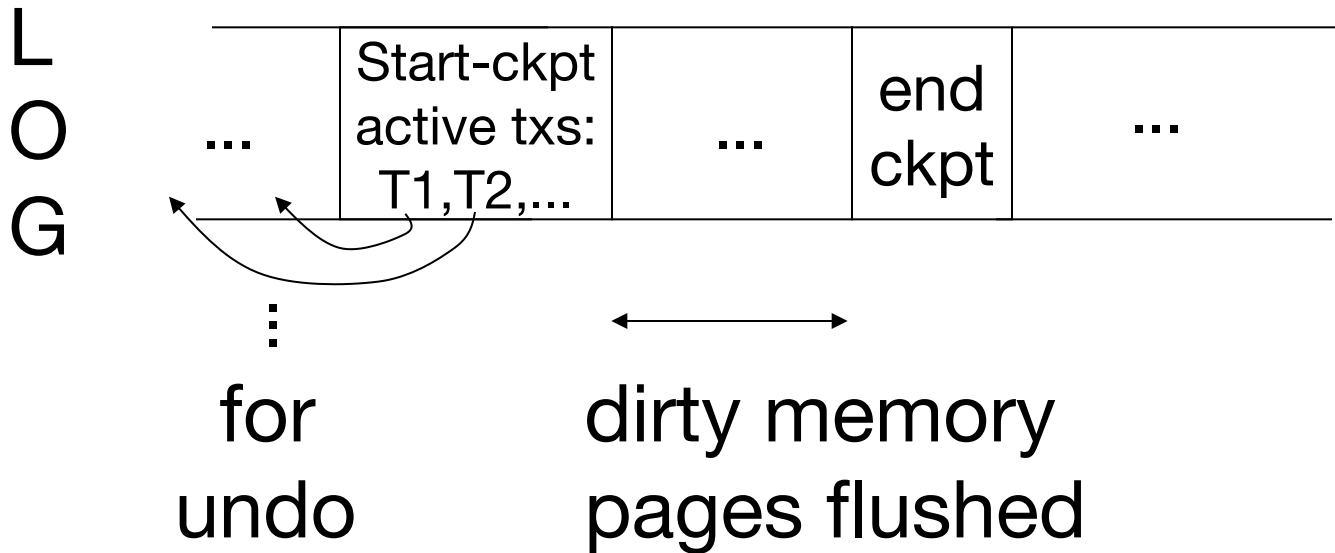 L
O
G
...
Start-ckpt
active txs:
T1,T2,...
...
end
ckpt
...
...
for
undo
dirty memory
pages flushed